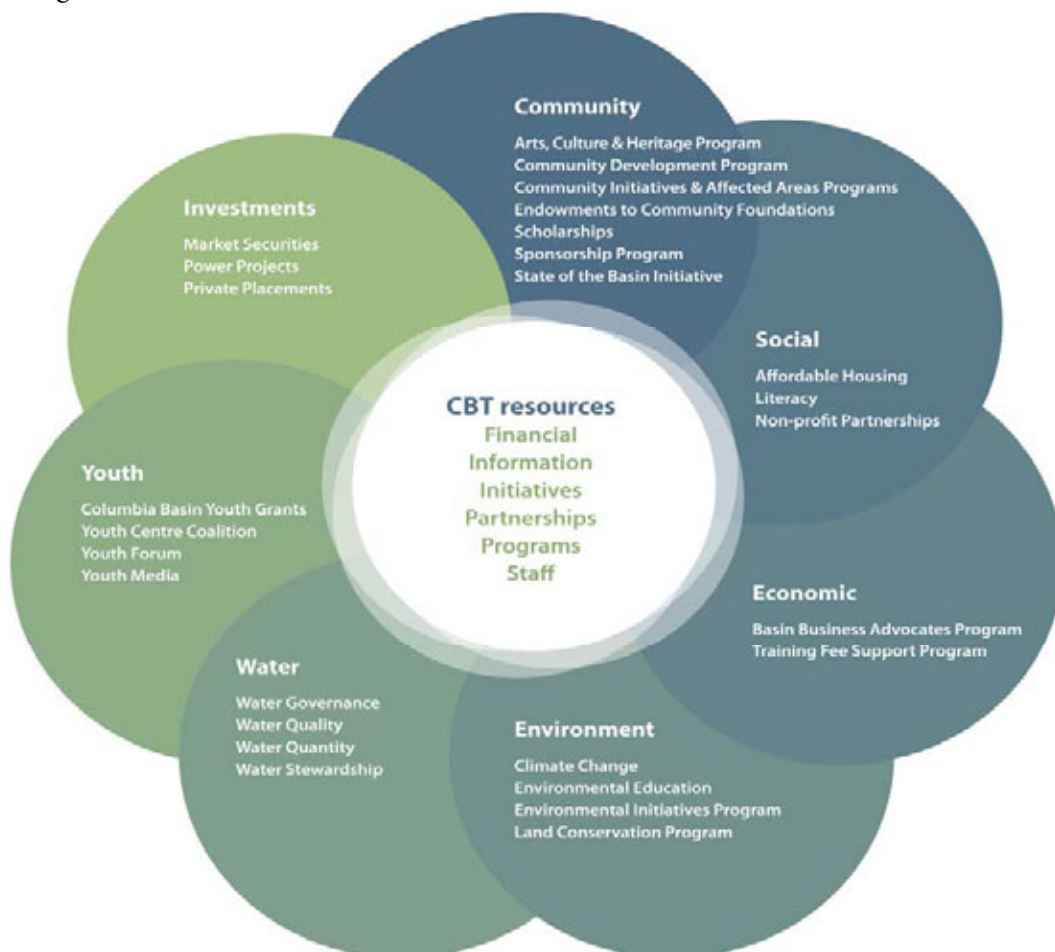 Community
Arts, Culture & Heritage Program
Community Development Program
Community Initiatives & Affected Areas Programs
Endowments to Community Foundations
Scholarships
Sponsorship Program
State of the Basin Initiative
Investments
Market Securities
Power Projects
Private Placements
Social
Affordable Housing
Literacy
Non-profit Partnerships
CBT resources
Financial
Information
Initiatives
Partnerships
Programs
Staff
Youth
Columbia Basin Youth Grants
Youth Centre Coalition
Youth Forum
Youth Media
Economic
Basin Business Advocates Program
Training Fee Support Program
Water
Water Governance
Water Quality
Water Quantity
Water Stewardship
Environment
Climate Change
Environmental Education
Environmental Initiatives Program
Land Conservation Program